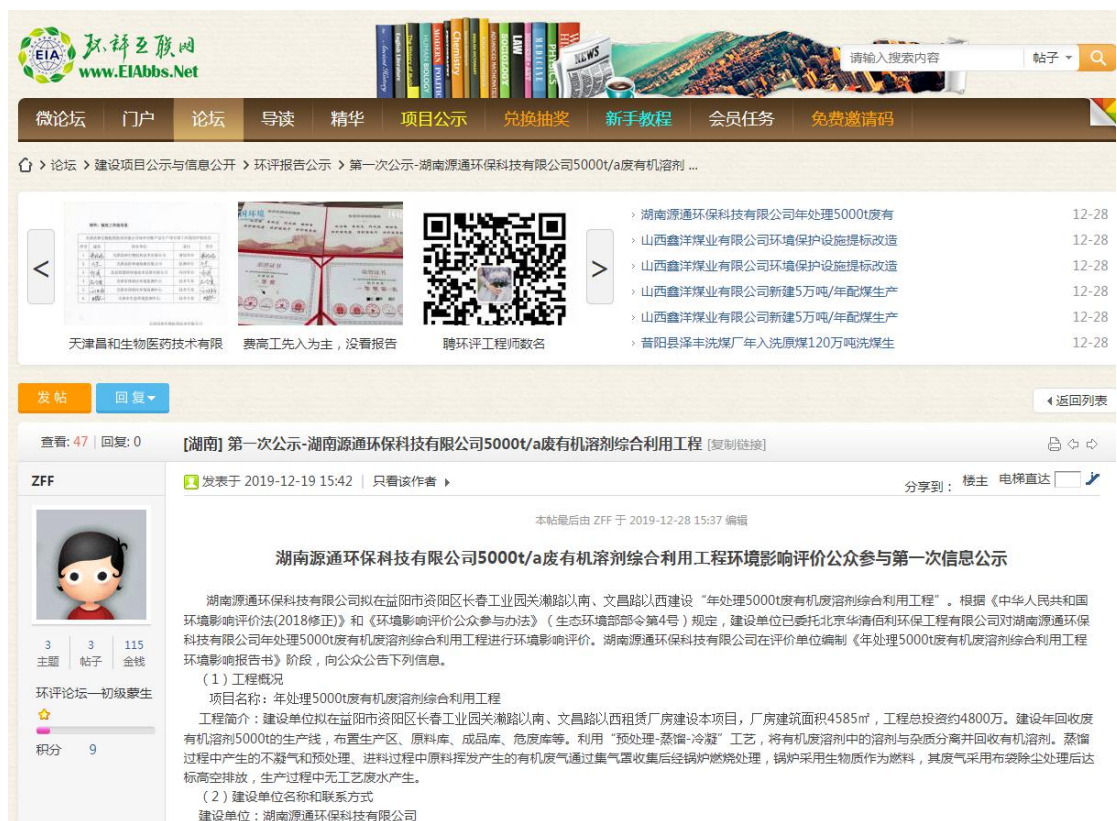 环评互联网
www.EIAbbs.Net
NEWS
请输入搜索内容
帖子
微论坛 门户 论坛 导读 精华 项目公示 兑换抽奖 新手教程 会员任务 免费邀请码
论坛 > 建设项目公示与信息公开 > 环评报告公示 > 第一次公示-湖南源通环保科技有限公司5000t/a废有机溶剂 ...
天津昌和生物医药技术有限
费高工先入为主，没看报告
聘环评工程师数名
湖南源通环保科技有限公司年处理5000t废有 12-28
山西鑫洋煤业有限公司环境保护设施提标改造 12-28
山西鑫洋煤业有限公司环境保护设施提标改造 12-28
山西鑫洋煤业有限公司新建5万吨/年配煤生产 12-28
山西鑫洋煤业有限公司新建5万吨/年配煤生产 12-28
昔阳县泽丰洗煤厂年入洗原煤120万吨洗煤生 12-28
发帖 回复
返回列表
查看: 47 | 回复: 0
[湖南] 第一次公示-湖南源通环保科技有限公司5000t/a废有机溶剂综合利用工程 [复制链接]
ZFF
发表于 2019-12-19 15:42 | 只看该作者
分享到： 楼主 电梯直达
本帖最后由 ZFF 于 2019-12-28 15:37 编辑
湖南源通环保科技有限公司5000t/a废有机溶剂综合利用工程环境影响评价公众参与第一次信息公示
湖南源通环保科技有限公司拟在益阳市资阳区长春工业园关濑路以南、文昌路以西建设“年处理5000t废有机废溶剂综合利用工程”。根据《中华人民共和国
环境影响评价法(2018修正)》和《环境影响评价公众参与办法》（生态环境部部令第4号）规定，建设单位已委托北京华清佰利环保工程有限公司对湖南源通环保
科技有限公司年处理5000t废有机废溶剂综合利用工程进行环境影响评价。湖南源通环保科技有限公司在评价单位编制《年处理5000t废有机废溶剂综合利用工程
环境影响报告书》阶段，向公众公告下列信息。
（1）工程概况
项目名称：年处理5000t废有机废溶剂综合利用工程
工程简介：建设单位拟在益阳市资阳区长春工业园关濑路以南、文昌路以西租赁厂房建设本项目，厂房建筑面积4585㎡，工程总投资约4800万。建设年回收废
有机溶剂5000t的生产线，布置生产区、原料库、成品库、危废库等。利用“预处理-蒸馏-冷凝”工艺，将有机废溶剂中的溶剂与杂质分离并回收有机溶剂。蒸馏
过程中产生的不凝气和预处理、进料过程中原料挥发产生的有机废气通过集气罩收集后经锅炉燃烧处理，锅炉采用生物质作为燃料，其废气采用布袋除尘处理后达
标高空排放，生产过程中无工艺废水产生。
（2）建设单位名称和联系方式
建设单位：湖南源通环保科技有限公司
3 3 115
主题 帖子 金钱
环评论坛—初级蒙生
积分 9